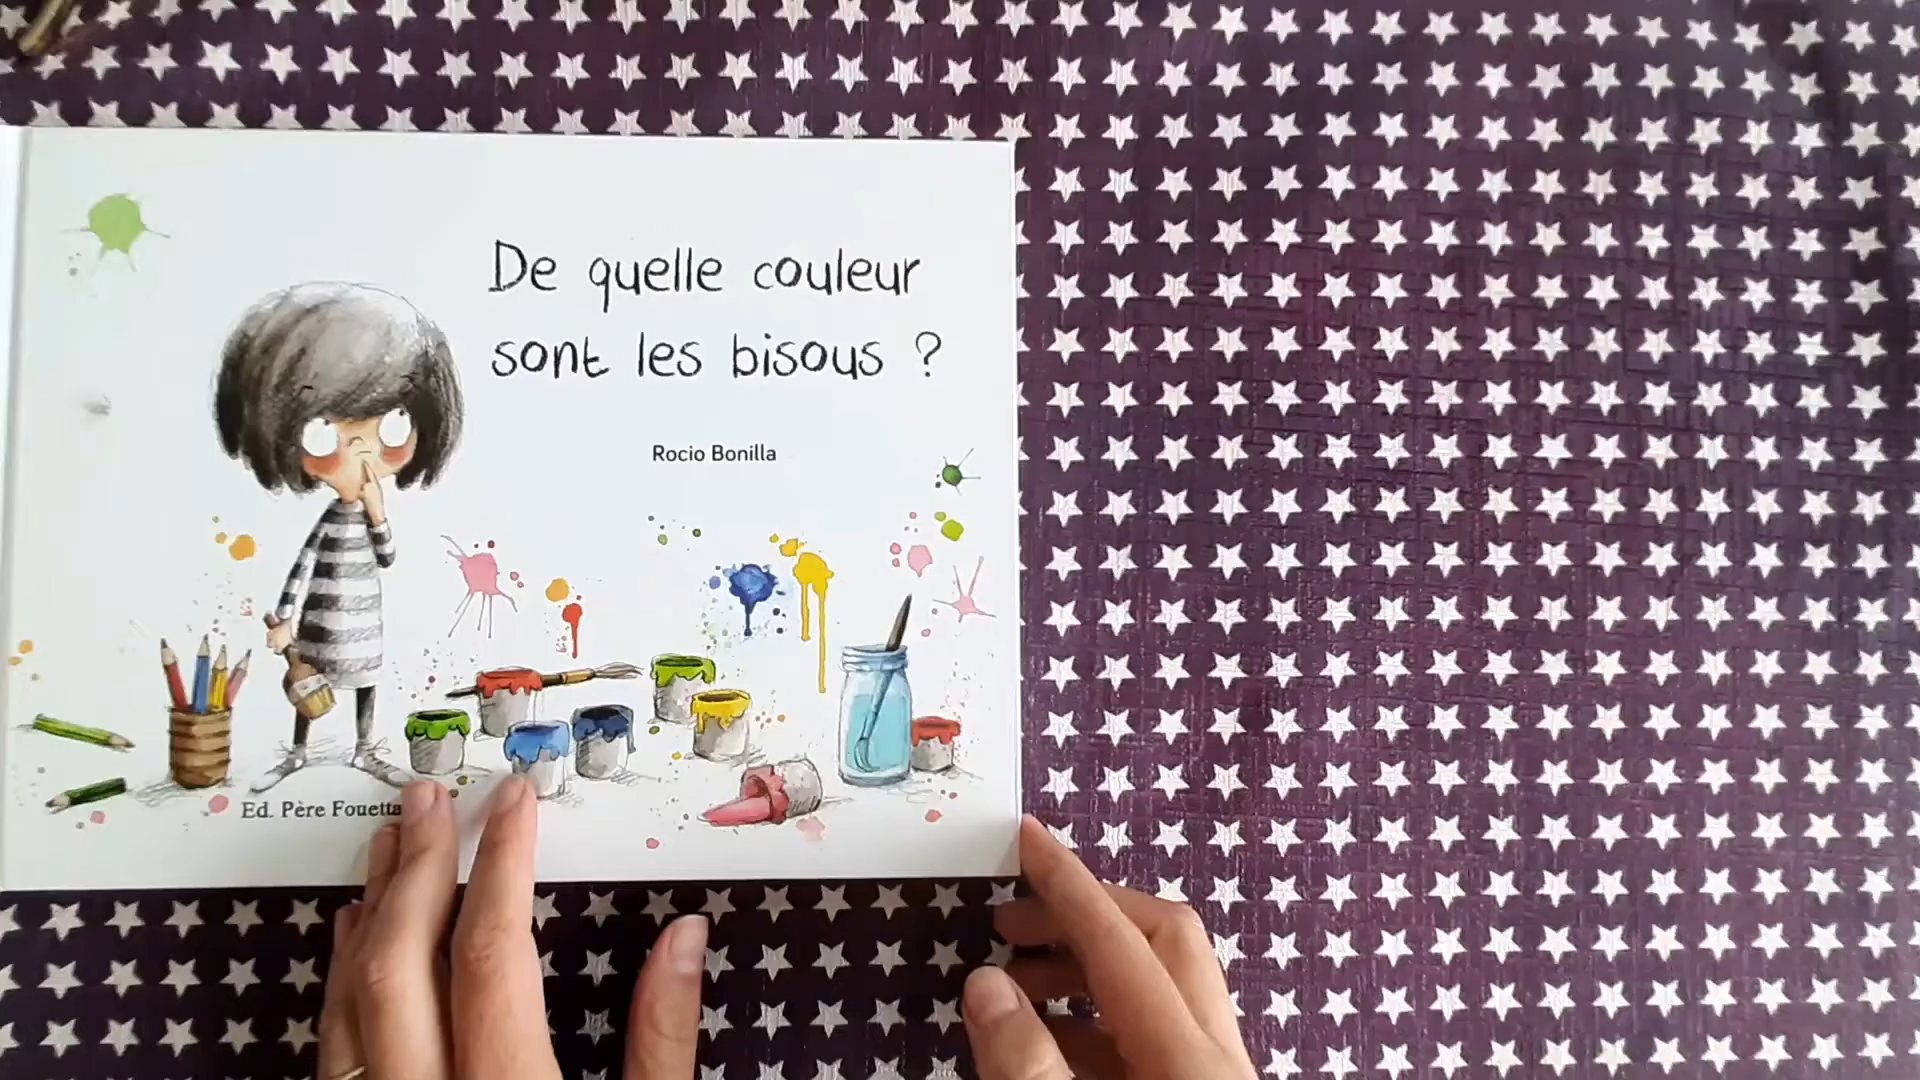 De quelle couleur
sont les bisous ?
Rocio Bonilla
Ed. Père Fouetta